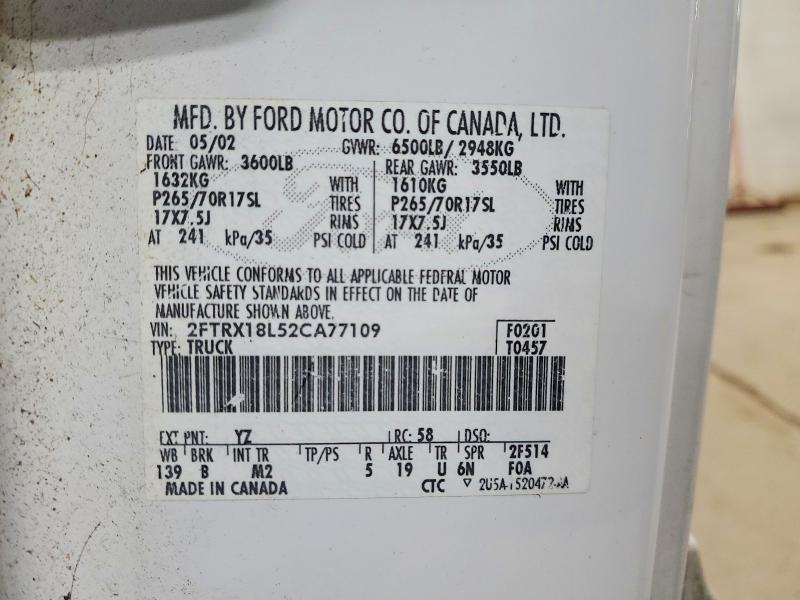 MFD. BY FORD MOTOR CO. OF CANADA, LTD.
DATE: 05/02 GVWR: 6500LB/ 2948KG
FRONT GAWR: 3600LB REAR GAWR: 3550LB
1632KG WITH 1610KG WITH
P265/70R17SL TIRES P265/70R17SL TIRES
17X7.5J RIMS 17X7.5J RIMS
AT 241 kPa/35 PSI COLD AT 241 kPa/35 PSI COLD
THIS VEHICLE CONFORMS TO ALL APPLICABLE FEDERAL MOTOR
VEHICLE SAFETY STANDARDS IN EFFECT ON THE DATE OF
MANUFACTURE SHOWN ABOVE.
VIN: 2FTRX18L52CA77109 F0201
TYPE: TRUCK T0457
EXT PNT: YZ RC: 58 DSO:
WB BRK INT TR TP/PS R AXLE TR SPR 2F514
139 B M2 5 19 U 6N F0A
MADE IN CANADA CTC